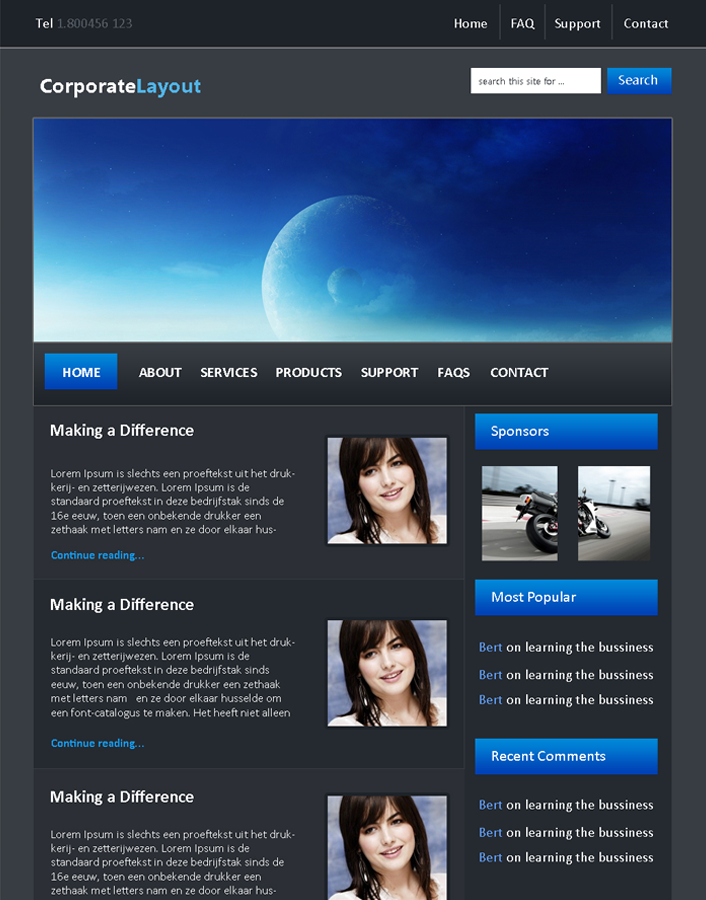 Tel 1.800456 123
Home FAQ Support Contact
CorporateLayout
search this site for ...
Search
HOME ABOUT SERVICES PRODUCTS SUPPORT FAQS CONTACT
Making a Difference
Lorem Ipsum is slechts een proeftekst uit het druk-
kerij- en zetterijwezen. Lorem Ipsum is de
standaard proeftekst in deze bedrijfstak sinds de
16e eeuw, toen een onbekende drukker een
zethaak met letters nam en ze door elkaar hus-
Continue reading...
Making a Difference
Lorem Ipsum is slechts een proeftekst uit het druk-
kerij- en zetterijwezen. Lorem Ipsum is de
standaard proeftekst in deze bedrijfstak sinds
eeuw, toen een onbekende drukker een zethaak
met letters nam en ze door elkaar husselde om
een font-catalogus te maken. Het heeft niet alleen
Continue reading...
Making a Difference
Lorem Ipsum is slechts een proeftekst uit het druk-
kerij- en zetterijwezen. Lorem Ipsum is de
standaard proeftekst in deze bedrijfstak sinds de
16e eeuw, toen een onbekende drukker een
zethaak met letters nam en ze door elkaar hus-
Sponsors
Most Popular
Bert on learning the bussiness
Bert on learning the bussiness
Bert on learning the bussiness
Recent Comments
Bert on learning the bussiness
Bert on learning the bussiness
Bert on learning the bussiness